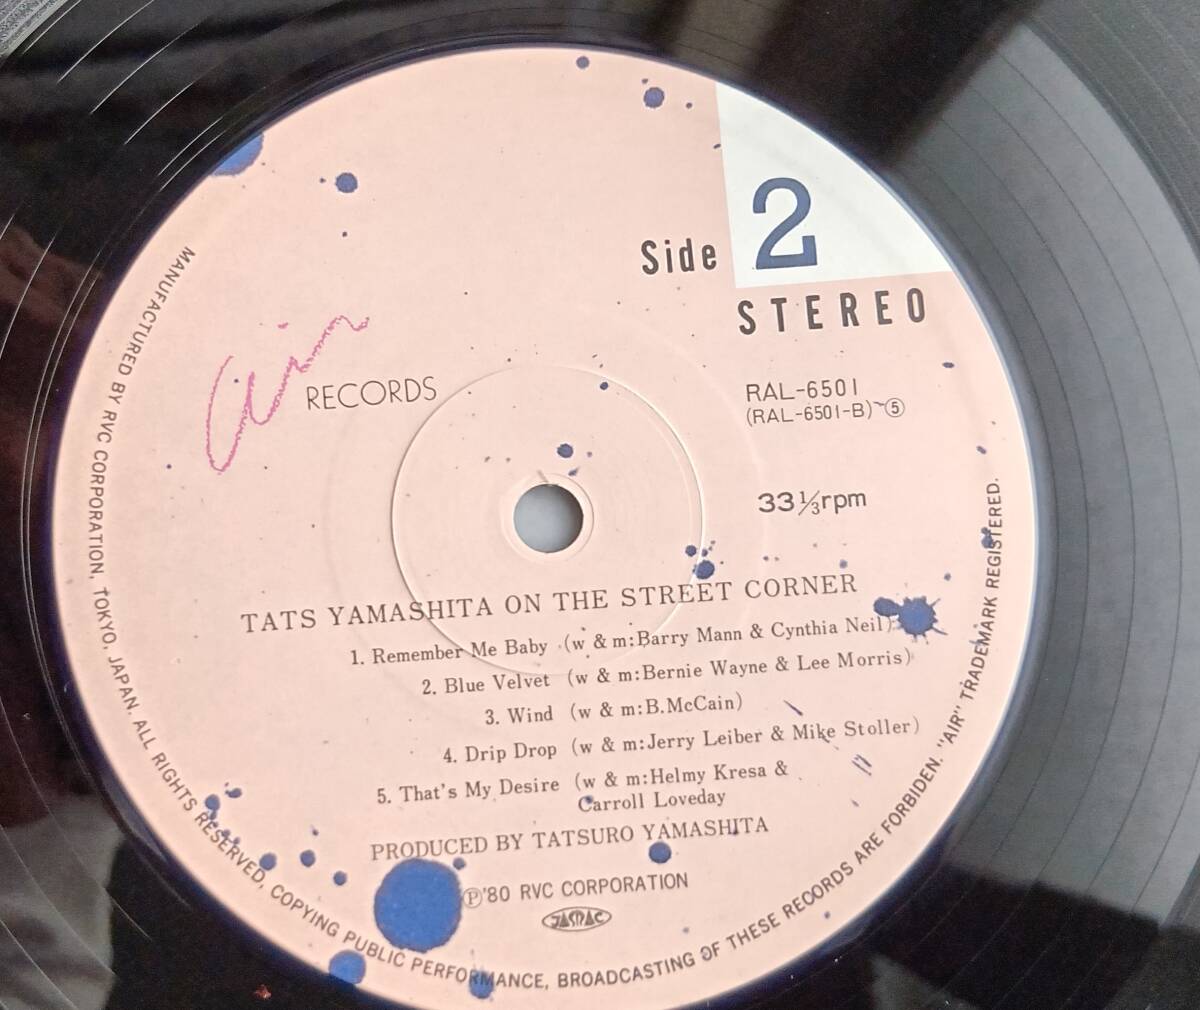 Side 2
STEREO
Air RECORDS
RAL-6501
(RAL-6501-B) ⑤
33⅓rpm
TATS YAMASHITA ON THE STREET CORNER
1. Remember Me Baby (w & m:Barry Mann & Cynthia Neil)
2. Blue Velvet (w & m:Bernie Wayne & Lee Morris)
3. Wind (w & m:B.McCain)
4. Drip Drop (w & m:Jerry Leiber & Mike Stoller)
5. That's My Desire (w & m:Helmy Kresa &
Carroll Loveday
PRODUCED BY TATSURO YAMASHITA
Ⓟ'80 RVC CORPORATION
JASRAC
MANUFACTURED BY RVC CORPORATION, TOKYO, JAPAN. ALL RIGHTS RESERVED, COPYING PUBLIC PERFORMANCE, BROADCASTING OF THESE RECORDS ARE FORBIDEN. "AIR" TRADEMARK REGISTERED.